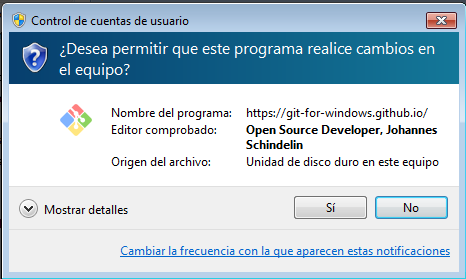 Control de cuentas de usuario
¿Desea permitir que este programa realice cambios en
el equipo?
Nombre del programa: https://git-for-windows.github.io/
Editor comprobado: Open Source Developer, Johannes
Schindelin
Origen del archivo: Unidad de disco duro en este equipo
Mostrar detalles
Sí
No
Cambiar la frecuencia con la que aparecen estas notificaciones